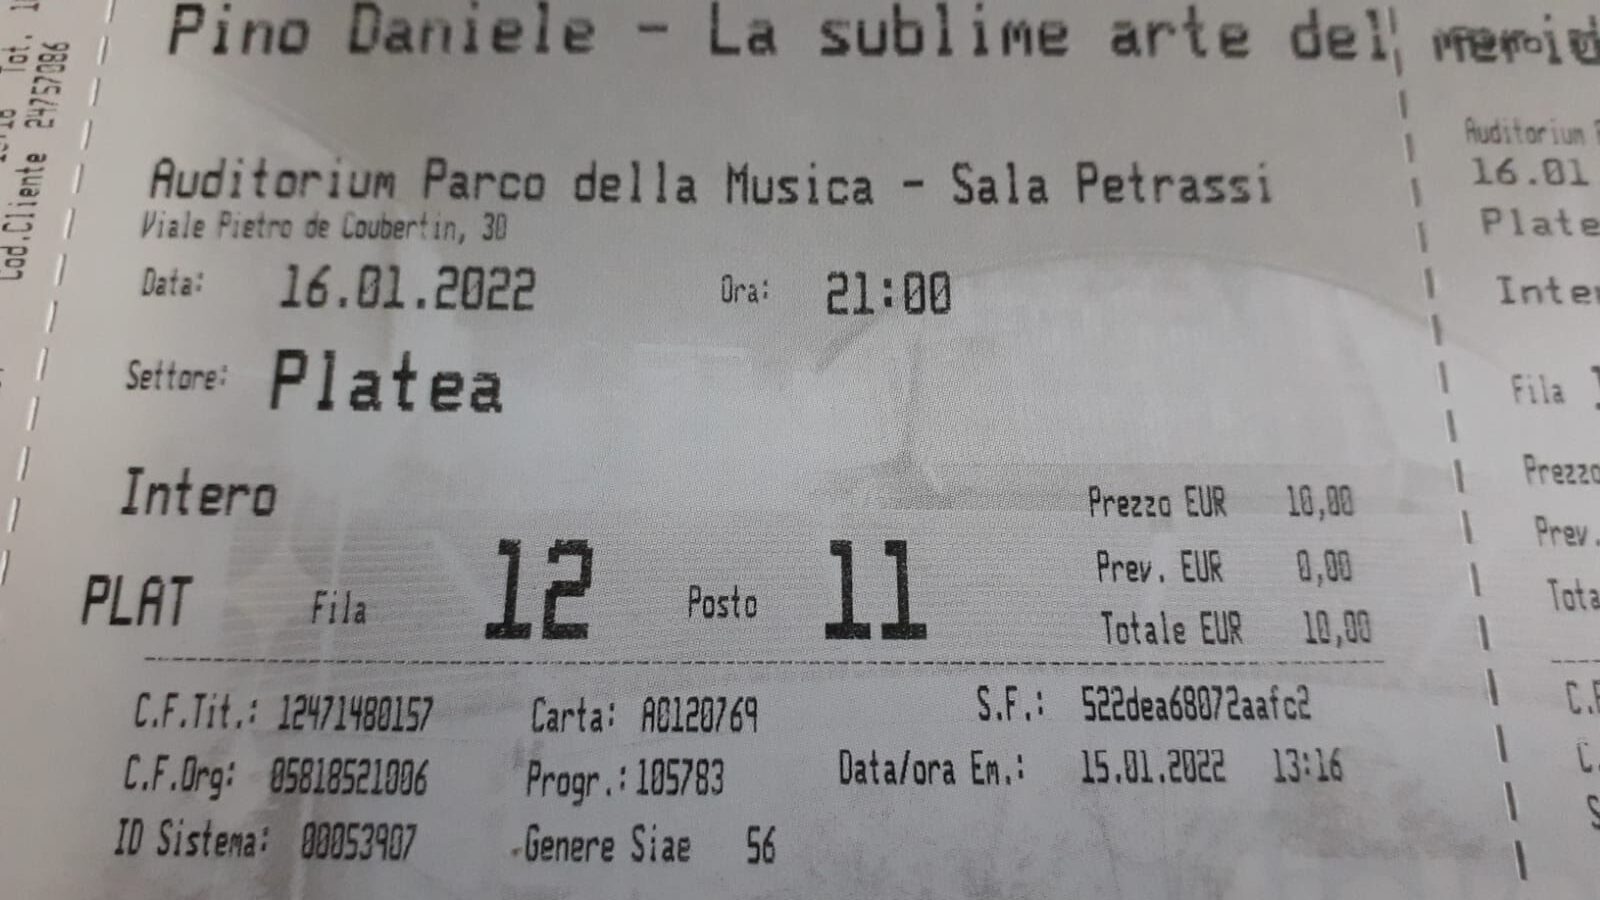 Pino Daniele - La sublime arte del
Auditorium Parco della Musica - Sala Petrassi
Viale Pietro de Coubertin, 30
Data: 16.01.2022 Ora: 21:00
Settore: Platea
Intero
PLAT Fila 12 Posto 11
Prezzo EUR 10,00
Prev. EUR 0,00
Totale EUR 10,00
C.F.Tit.: 12471480157 Carta: A0120769 S.F.: 522dea68072aafc2
C.F.Org: 05818521006 Progr.: 105783 Data/ora Em.: 15.01.2022 13:16
ID Sistema: 00053907 Genere Siae 56
Cod.Cliente 24757086
Auditorium
16.01
Plate
Inte
Fila
Prezzo
Prev.
Tota